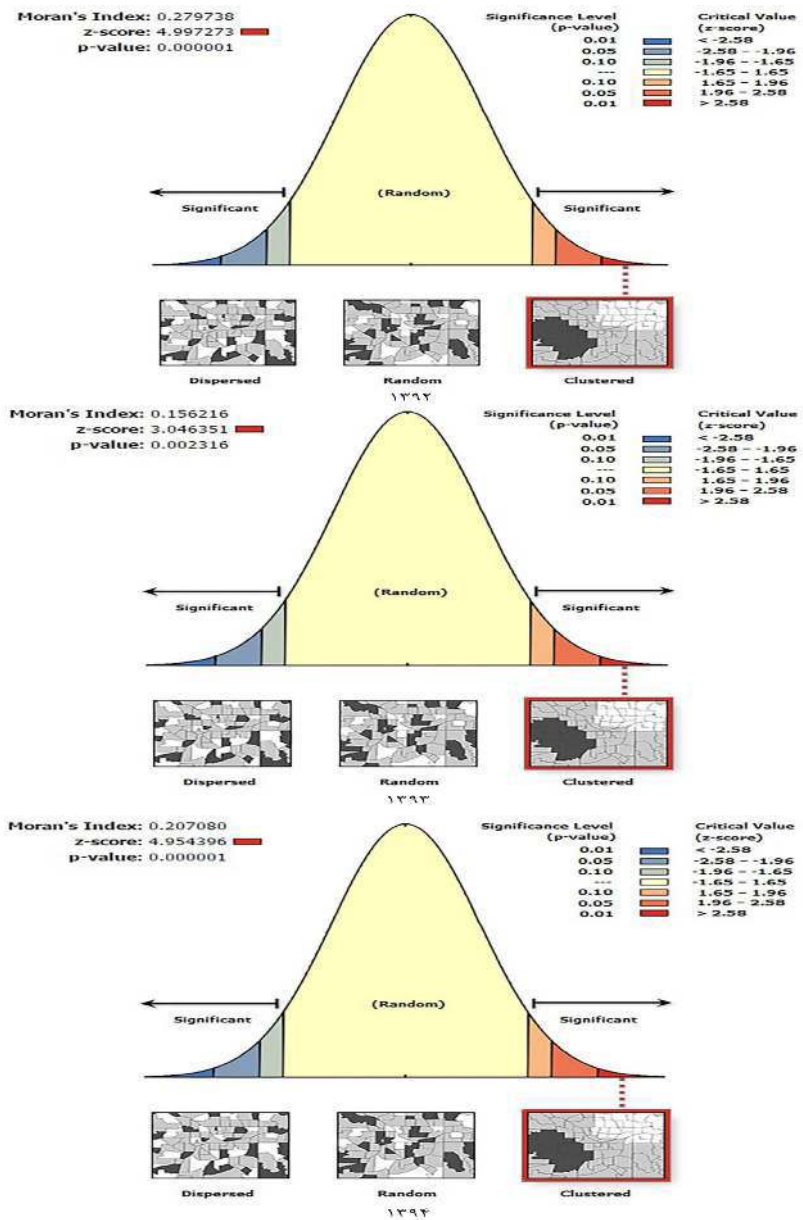 Moran's Index: 0.279738
z-score: 4.997273
p-value: 0.000001
Significance Level (p-value)
Critical Value (z-score)
0.01 < -2.58
0.05 -2.58 – -1.96
0.10 -1.96 – -1.65
--- -1.65 – 1.65
0.10 1.65 – 1.96
0.05 1.96 – 2.58
0.01 > 2.58
Significant
(Random)
Significant
Dispersed
Random
Clustered
۱۳۹۲
Moran's Index: 0.156216
z-score: 3.046351
p-value: 0.002316
Significance Level (p-value)
Critical Value (z-score)
0.01 < -2.58
0.05 -2.58 – -1.96
0.10 -1.96 – -1.65
--- -1.65 – 1.65
0.10 1.65 – 1.96
0.05 1.96 – 2.58
0.01 > 2.58
Significant
(Random)
Significant
Dispersed
Random
Clustered
۱۳۹۳
Moran's Index: 0.207080
z-score: 4.954396
p-value: 0.000001
Significance Level (p-value)
Critical Value (z-score)
0.01 < -2.58
0.05 -2.58 – -1.96
0.10 -1.96 – -1.65
--- -1.65 – 1.65
0.10 1.65 – 1.96
0.05 1.96 – 2.58
0.01 > 2.58
Significant
(Random)
Significant
Dispersed
Random
Clustered
۱۳۹۴